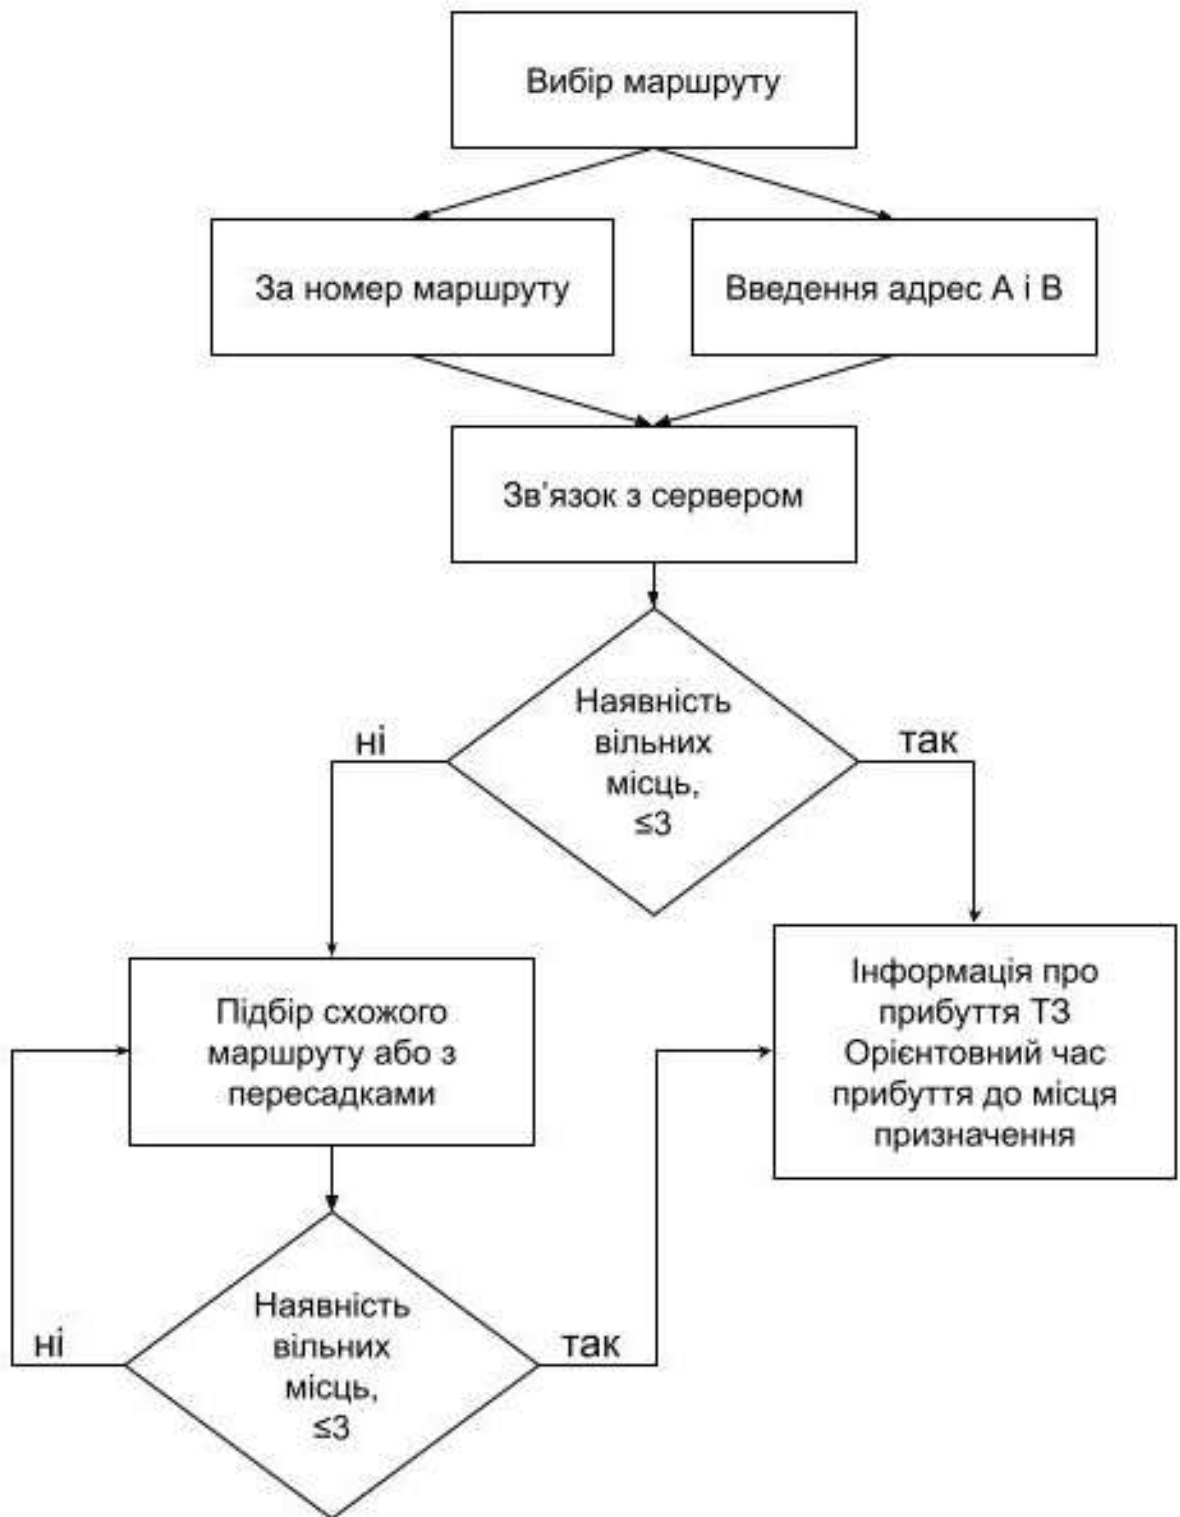 Вибір маршруту
За номер маршруту
Введення адрес А і В
Зв’язок з сервером
Наявність
вільних
місць,
≤3
ні
так
Підбір схожого
маршруту або з
пересадками
Інформація про
прибуття ТЗ
Орієнтовний час
прибуття до місця
призначення
Наявність
вільних
місць,
≤3
ні
так